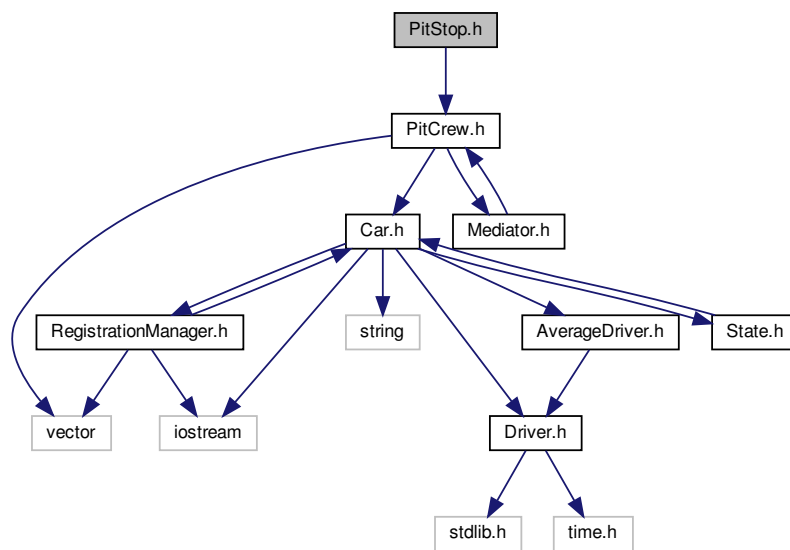 PitStop.h
PitCrew.h
Car.h
Mediator.h
RegistrationManager.h
string
AverageDriver.h
State.h
vector
iostream
Driver.h
stdlib.h
time.h